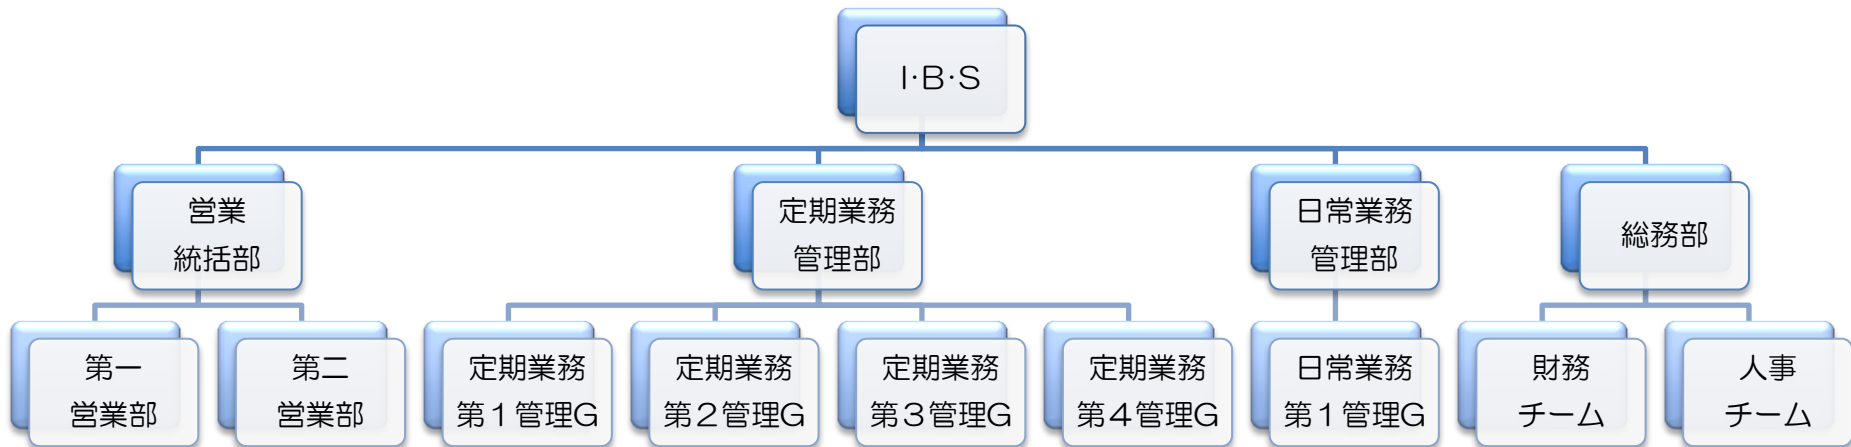 I･B･S
営業
統括部
定期業務
管理部
日常業務
管理部
総務部
第一
営業部
第二
営業部
定期業務
第１管理G
定期業務
第２管理G
定期業務
第３管理G
定期業務
第４管理G
日常業務
第１管理G
財務
チーム
人事
チーム